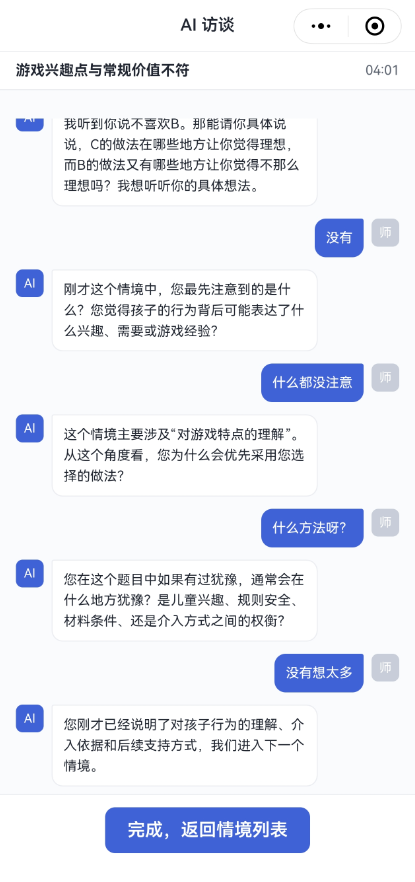 AI 访谈
游戏兴趣点与常规价值不符
04:01
AI
我听到你说不喜欢B。那能请你具体说
说，C的做法在哪些地方让你觉得理想，
而B的做法又有哪些地方让你觉得不那么
理想吗？我想听听你的具体想法。
没有
师
AI
刚才这个情境中，您最先注意到的是什
么？您觉得孩子的行为背后可能表达了什
么兴趣、需要或游戏经验？
什么都没注意
师
AI
这个情境主要涉及“对游戏特点的理解”。
从这个角度看，您为什么会优先采用您选
择的做法？
什么方法呀？
师
AI
您在这个题目中如果有过犹豫，通常会在
什么地方犹豫？是儿童兴趣、规则安全、
材料条件、还是介入方式之间的权衡？
没有想太多
师
AI
您刚才已经说明了对孩子行为的理解、介
入依据和后续支持方式，我们进入下一个
情境。
完成，返回情境列表